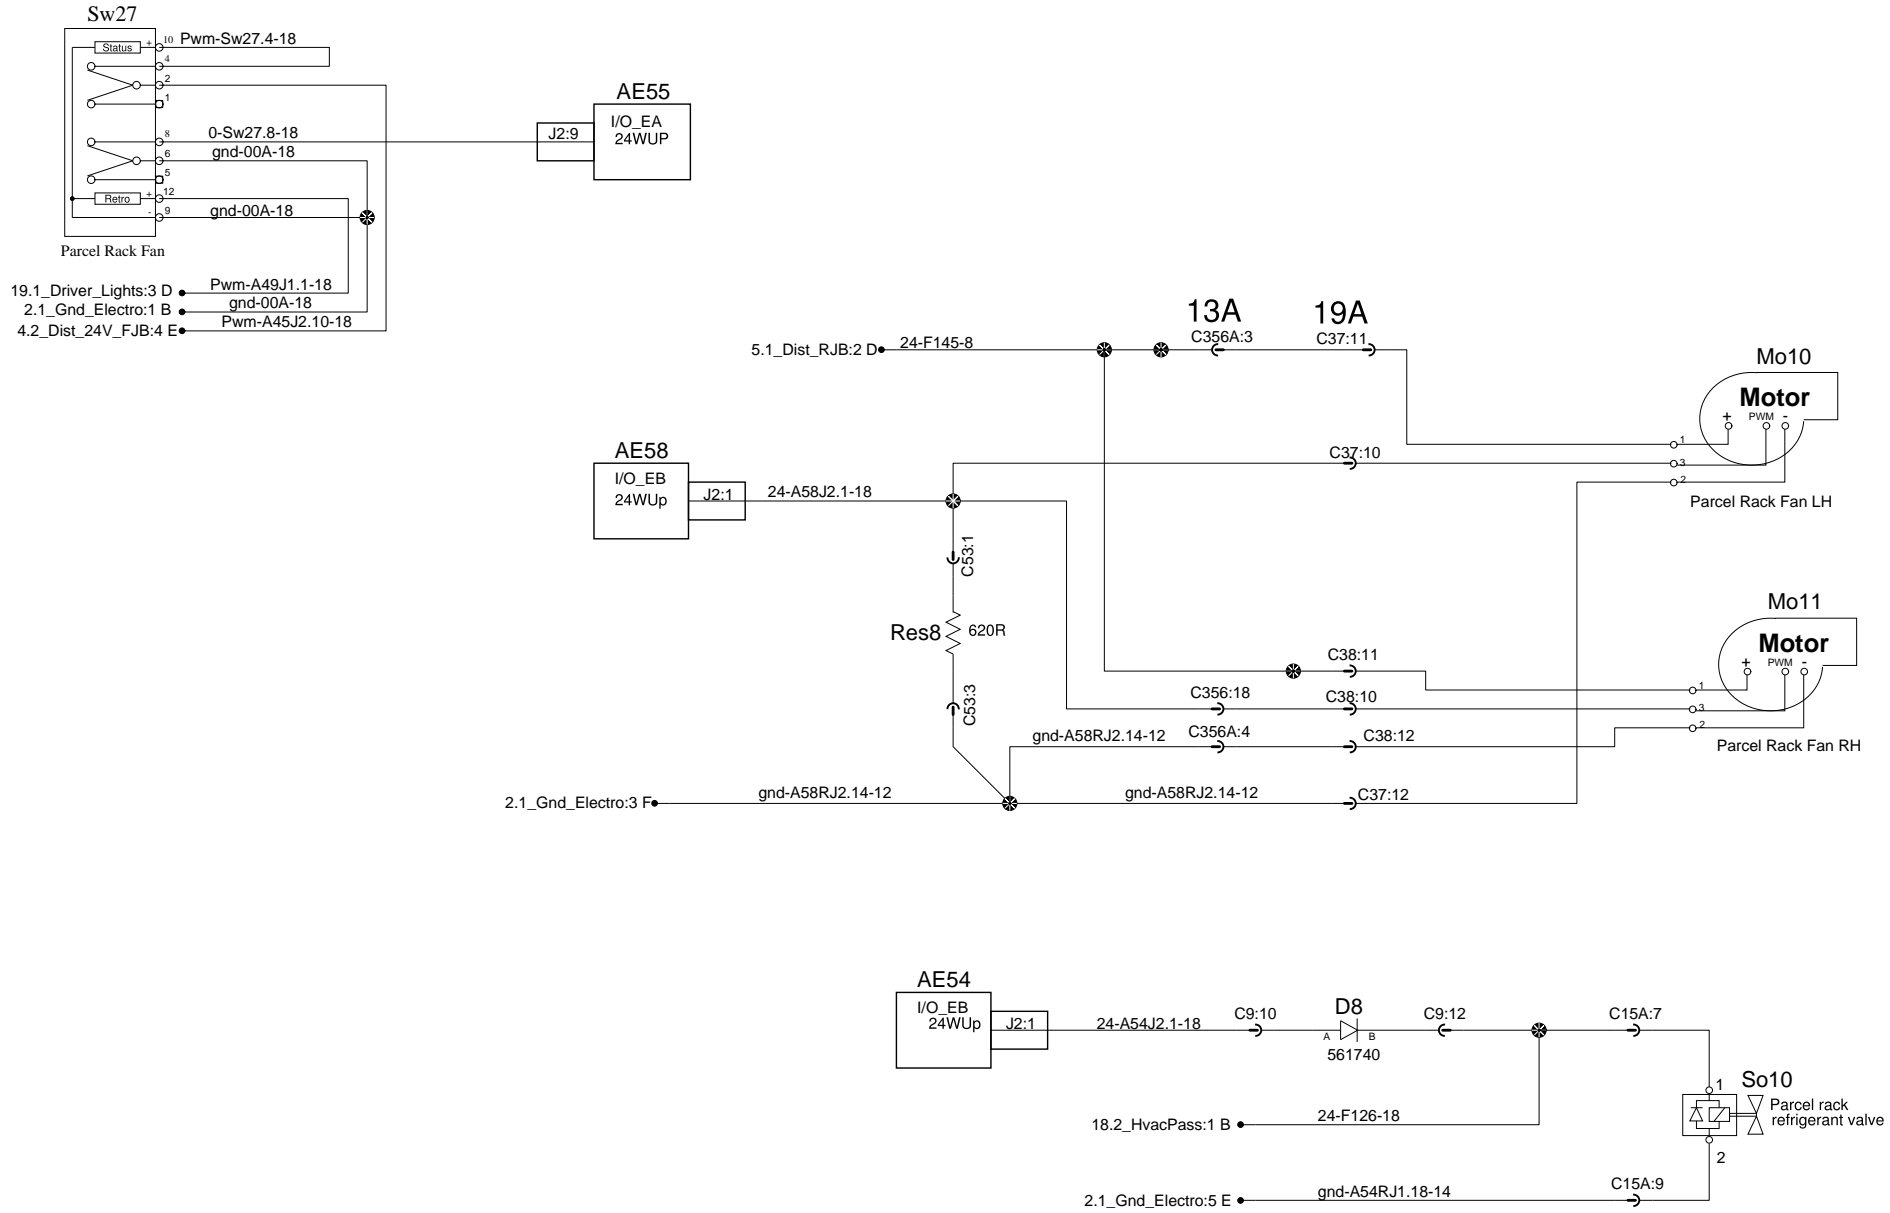 Sw27
Status
+
10
Pwm-Sw27.4-18
4
2
1
8
0-Sw27.8-18
6
gnd-00A-18
5
Retro
+
12
-
9
gnd-00A-18
Parcel Rack Fan
19.1_Driver_Lights:3 D
Pwm-A49J1.1-18
2.1_Gnd_Electro:1 B
gnd-00A-18
4.2_Dist_24V_FJB:4 E
Pwm-A45J2.10-18
AE55
I/O_EA
24WUP
J2:9
13A
19A
5.1_Dist_RJB:2 D
24-F145-8
C356A:3
C37:11
Mo10
Motor
+
PWM
-
1
3
2
Parcel Rack Fan LH
AE58
I/O_EB
24WUp
J2:1
24-A58J2.1-18
C37:10
C53:1
Res8
620R
C53:3
Mo11
Motor
+
PWM
-
1
3
2
Parcel Rack Fan RH
C38:11
C356:18
C38:10
gnd-A58RJ2.14-12
C356A:4
C38:12
2.1_Gnd_Electro:3 F
gnd-A58RJ2.14-12
gnd-A58RJ2.14-12
C37:12
AE54
I/O_EB
24WUp
J2:1
24-A54J2.1-18
C9:10
D8
A
B
561740
C9:12
C15A:7
18.2_HvacPass:1 B
24-F126-18
1
So10
Parcel rack
refrigerant valve
2
2.1_Gnd_Electro:5 E
gnd-A54RJ1.18-14
C15A:9